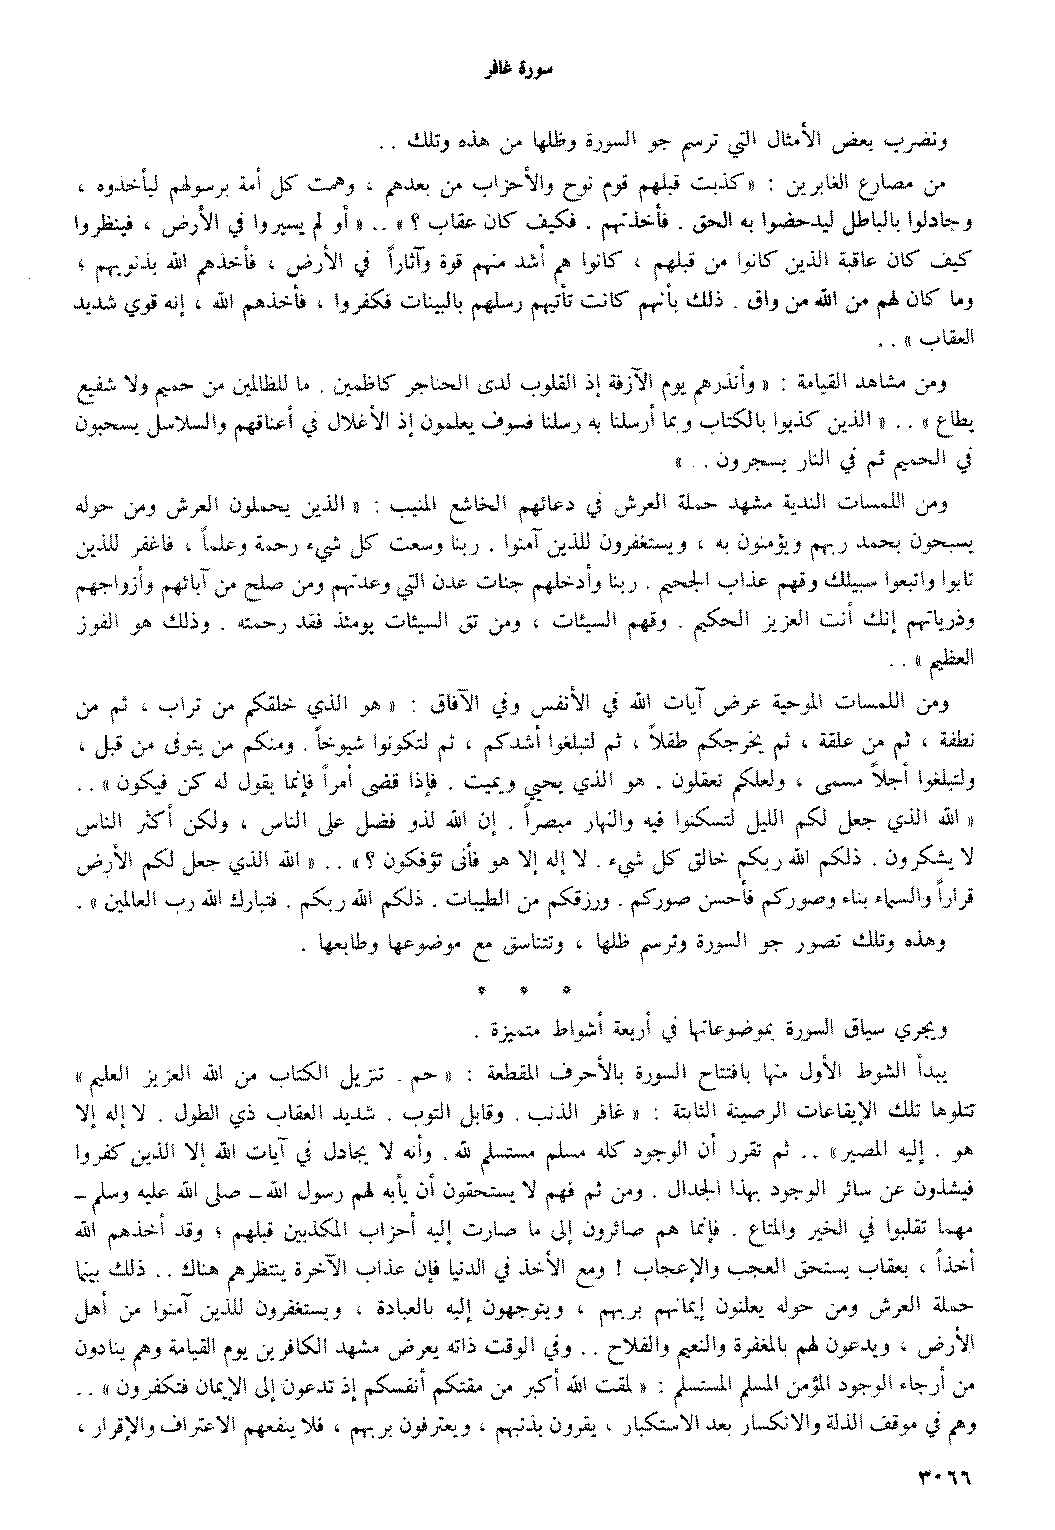 سورة غافر
ونضرب بعض الأمثال التي ترسم جو السورة وظلها من هذه وتلك . .
من مصارع الغابرين : « كذبت قبلهم قوم نوح والأحزاب من بعدهم ، وهمت كل أمة برسولهم ليأخذوه ،
وجادلوا بالباطل ليدحضوا به الحق . فأخذتهم . فكيف كان عقاب ؟ » .. « أو لم يسيروا في الأرض ، فينظروا
كيف كان عاقبة الذين كانوا من قبلهم ، كانوا هم أشد منهم قوة وآثاراً في الأرض ، فأخذهم الله بذنوبهم ؛
وما كان لهم من الله من واق . ذلك بأنهم كانت تأتيهم رسلهم بالبينات فكفروا ، فأخذهم الله ، إنه قوي شديد
العقاب » . .
ومن مشاهد القيامة : « وأنذرهم يوم الآزفة إذ القلوب لدى الحناجر كاظمين . ما للظالمين من حميم ولا شفيع
يطاع » . . « الذين كذبوا بالكتاب وبما أرسلنا به رسلنا فسوف يعلمون إذ الأغلال في أعناقهم والسلاسل يسحبون
في الحميم ثم في النار يسجرون . . »
ومن اللمسات الندية مشهد حملة العرش في دعائهم الخاشع المنيب : « الذين يحملون العرش ومن حوله
يسبحون بحمد ربهم ويؤمنون به ، ويستغفرون للذين آمنوا . ربنا وسعت كل شيء رحمة وعلماً ، فاغفر للذين
تابوا واتبعوا سبيلك وقهم عذاب الجحيم . ربنا وأدخلهم جنات عدن التي وعدتهم ومن صلح من آبائهم وأزواجهم
وذرياتهم إنك أنت العزيز الحكيم . وقهم السيئات ، ومن تق السيئات يومئذ فقد رحمته . وذلك هو الفوز
العظيم » . .
ومن اللمسات الموحية عرض آيات الله في الأنفس وفي الآفاق : « هو الذي خلقكم من تراب ، ثم من
نطفة ، ثم من علقة ، ثم يخرجكم طفلاً ، ثم لتبلغوا أشدكم ، ثم لتكونوا شيوخاً . ومنكم من يتوفى من قبل ،
ولتبلغوا أجلاً مسمى ، ولعلكم تعقلون . هو الذي يحيي ويميت . فإذا قضى أمراً فإنما يقول له كن فيكون » . .
« الله الذي جعل لكم الليل لتسكنوا فيه والنهار مبصراً . إن الله لذو فضل على الناس ، ولكن أكثر الناس
لا يشكرون . ذلكم الله ربكم خالق كل شيء . لا إله إلا هو فأنى تؤفكون ؟ » . . « الله الذي جعل لكم الأرض
قراراً والسماء بناء وصوركم فأحسن صوركم . ورزقكم من الطيبات . ذلكم الله ربكم . فتبارك الله رب العالمين » .
وهذه وتلك تصور جو السورة وترسم ظلها ، وتتناسق مع موضوعها وطابعها .
* * *
ويجري سياق السورة بموضوعاتها في أربعة أشواط متميزة .
يبدأ الشوط الأول منها بافتتاح السورة بالأحرف المقطعة : « حم . تنزيل الكتاب من الله العزيز العليم »
تتلوها تلك الإيقاعات الرصينة الثابتة : « غافر الذنب . وقابل التوب . شديد العقاب ذي الطول . لا إله إلا
هو . إليه المصير » .. ثم تقرر أن الوجود كله مسلم مستسلم لله . وأنه لا يجادل في آيات الله إلا الذين كفروا
فيشذون عن سائر الوجود بهذا الجدال . ومن ثم فهم لا يستحقون أن يأبه لهم رسول الله - صلى الله عليه وسلم -
مهما تقلبوا في الخير والمتاع . فإنما هم صائرون إلى ما صارت إليه أحزاب المكذبين قبلهم ؛ وقد أخذهم الله
أخذاً ، بعقاب يستحق العجب والإعجاب ! ومع الأخذ في الدنيا فإن عذاب الآخرة ينتظرهم هناك .. ذلك بينما
حملة العرش ومن حوله يعلنون إيمانهم بربهم ، ويتوجهون إليه بالعبادة ، ويستغفرون للذين آمنوا من أهل
الأرض ، ويدعون لهم بالمغفرة والنعيم والفلاح .. وفي الوقت ذاته يعرض مشهد الكافرين يوم القيامة وهم ينادون
من أرجاء الوجود المؤمن المسلم المستسلم : « لمقت الله أكبر من مقتكم أنفسكم إذ تدعون إلى الإيمان فتكفرون » ..
وهم في موقف الذلة والانكسار بعد الاستكبار ، يقرون بذنبهم ، ويعترفون بربهم ، فلا ينفعهم الاعتراف والإقرار ،
٣٠٦٦